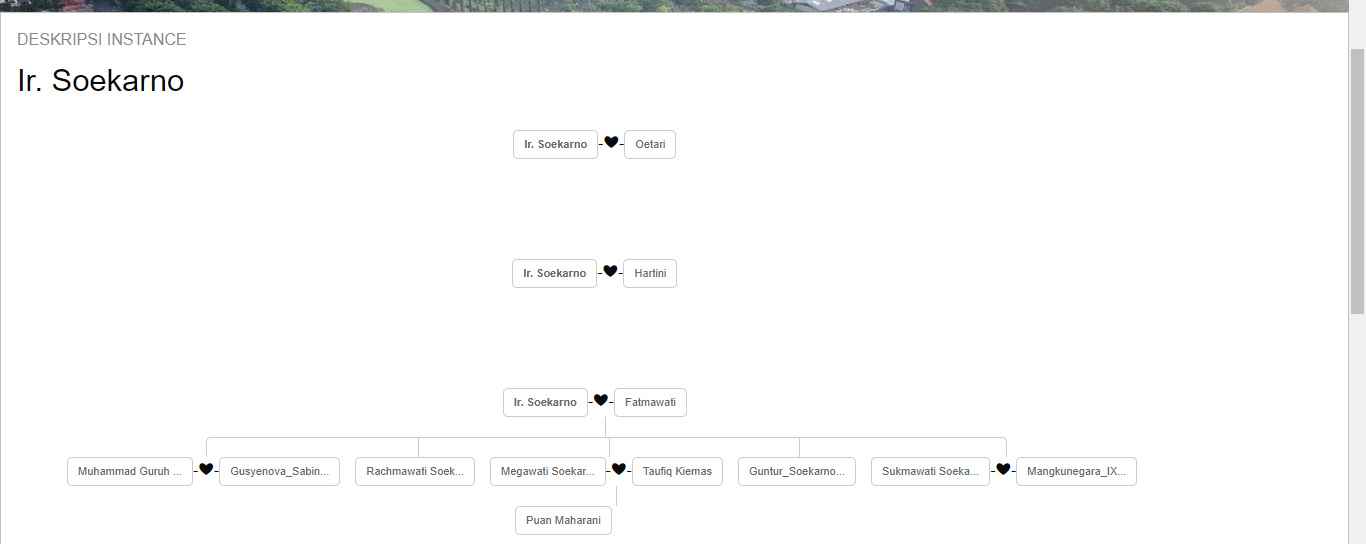 DESKRIPSI INSTANCE
Ir. Soekarno
Ir. Soekarno Oetari
Ir. Soekarno Hartini
Ir. Soekarno Fatmawati
Muhammad Guruh ... Gusyenova_Sabin... Rachmawati Soek... Megawati Soekar... Taufiq Kiemas Guntur_Soekarno... Sukmawati Soeka... Mangkunegara_IX...
Puan Maharani